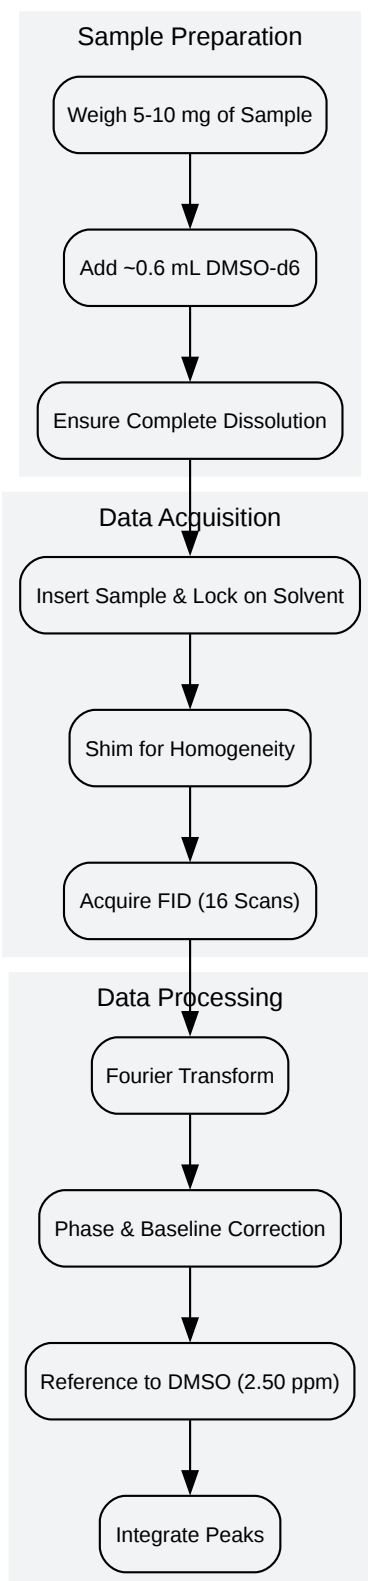 Sample Preparation
Weigh 5-10 mg of Sample
Add ~0.6 mL DMSO-d6
Ensure Complete Dissolution
Data Acquisition
Insert Sample & Lock on Solvent
Shim for Homogeneity
Acquire FID (16 Scans)
Data Processing
Fourier Transform
Phase & Baseline Correction
Reference to DMSO (2.50 ppm)
Integrate Peaks